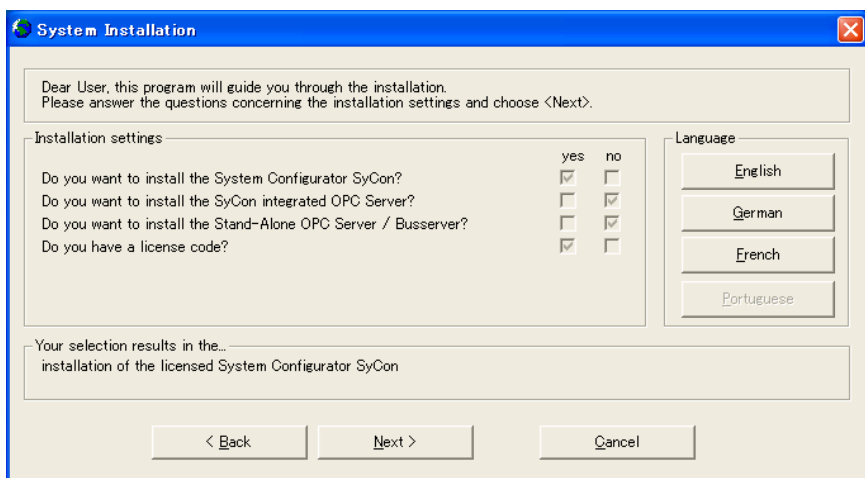 System Installation
Dear User, this program will guide you through the installation.
Please answer the questions concerning the installation settings and choose <Next>.
Installation settings
yes no
Do you want to install the System Configurator SyCon?
Do you want to install the SyCon integrated OPC Server?
Do you want to install the Stand-Alone OPC Server / Busserver?
Do you have a license code?
Language
English
German
French
Portuguese
Your selection results in the...
installation of the licensed System Configurator SyCon
< Back
Next >
Cancel